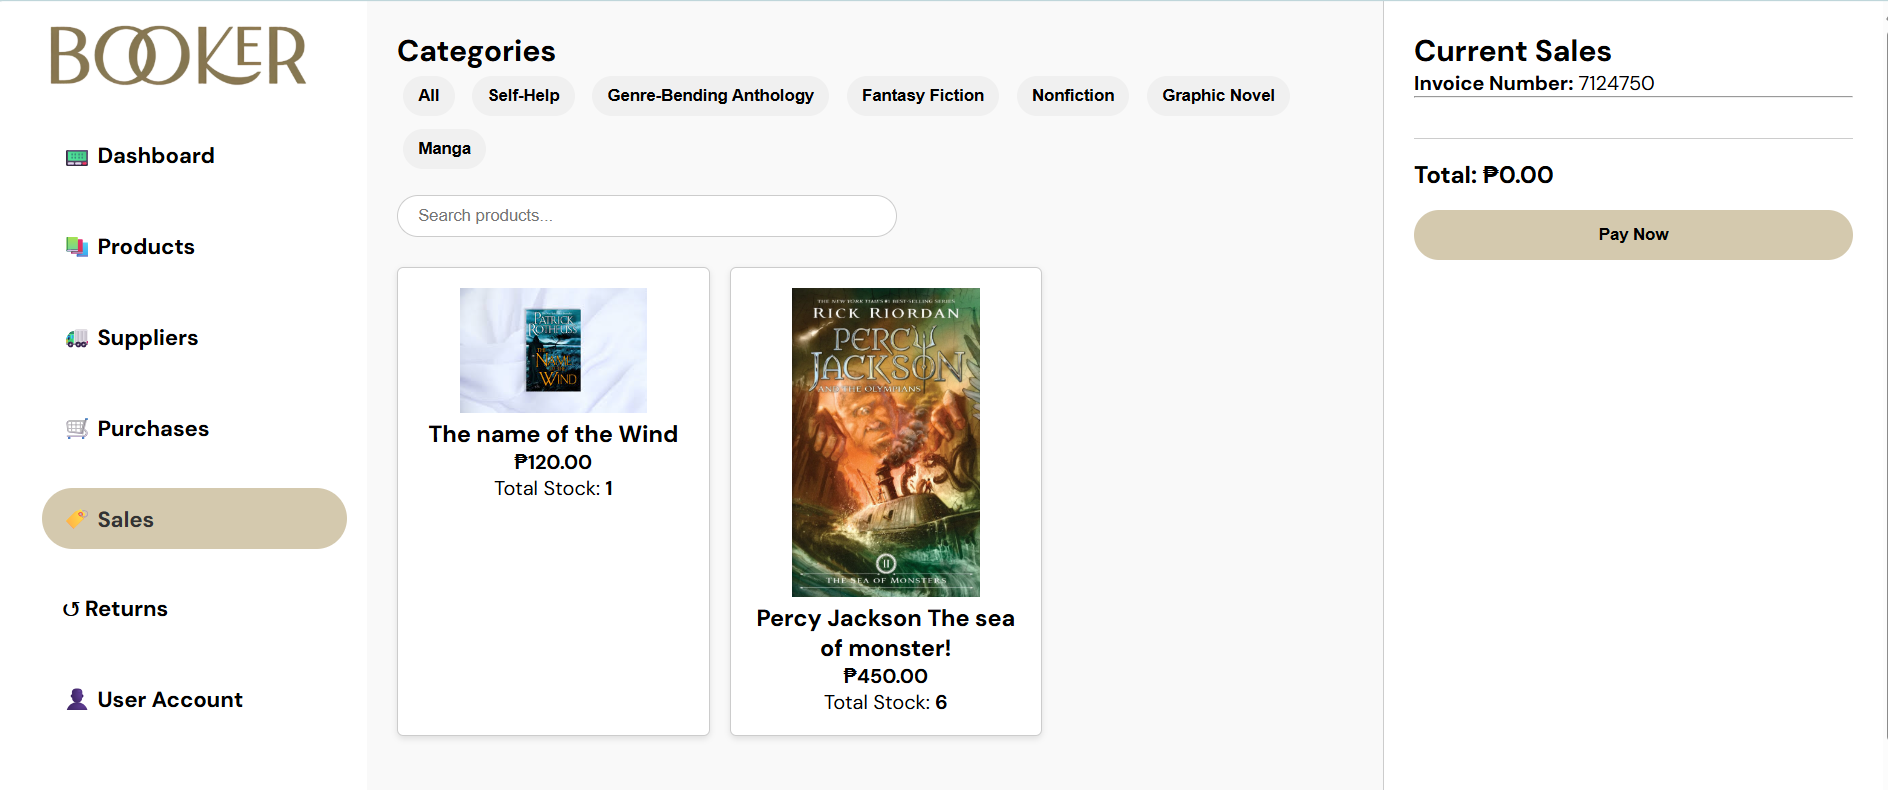 BOOKER
Dashboard
Products
Suppliers
Purchases
Sales
Returns
User Account
Categories
All
Self-Help
Genre-Bending Anthology
Fantasy Fiction
Nonfiction
Graphic Novel
Manga
Search products...
PATRICK
ROTHFUSS
THE
NAME
OF THE
WIND
The name of the Wind
₱120.00
Total Stock: 1
THE NEW YORK TIMES #1 BEST-SELLING SERIES
RICK RIORDAN
PERCY
JACKSON
AND THE OLYMPIANS
II
THE SEA OF MONSTERS
Percy Jackson The sea
of monster!
₱450.00
Total Stock: 6
Current Sales
Invoice Number: 7124750
Total: ₱0.00
Pay Now